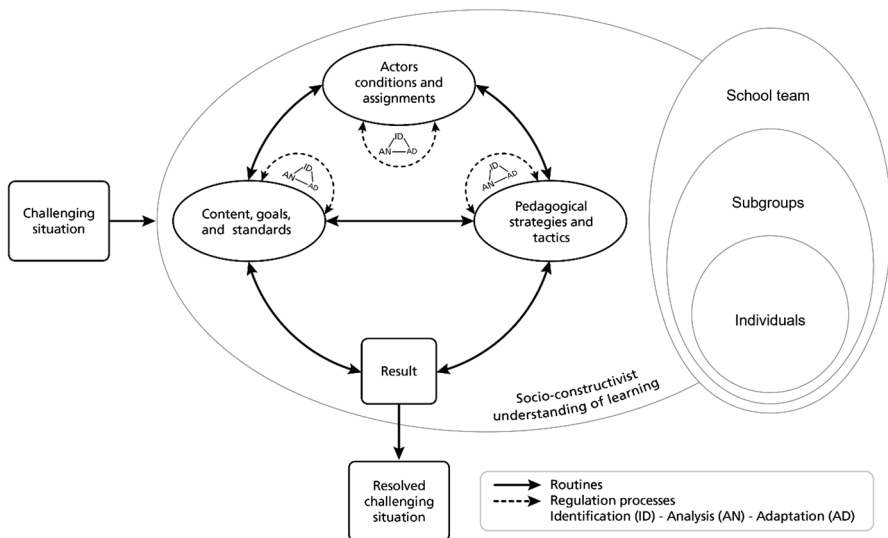 Actors
conditions and
assignments
School team
ID
AN
AD
ID
AN
AD
ID
AN
AD
Challenging
situation
Content, goals,
and standards
Pedagogical
strategies and
tactics
Subgroups
Individuals
Result
Socio-constructivist
understanding of learning
Resolved
challenging
situation
Routines
Regulation processes
Identification (ID) - Analysis (AN) - Adaptation (AD)